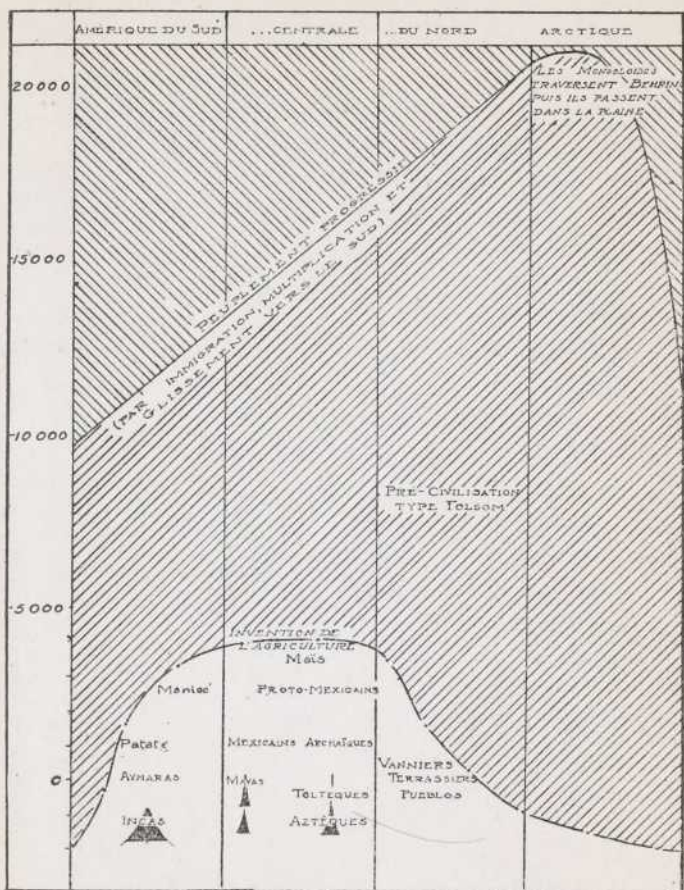 AMÉRIQUE DU SUD ...CENTRALE ..DU NORD ARCTIQUE
20000
LES MONGOLOIDES
TRAVERSENT BEHRING
PUIS ILS PASSENT
DANS LA PLAINE
15000
PEUPLEMENT PROGRESSIF
(PAR IMMIGRATION, MULTIPLICATION ET
GLISSEMENT VERS LE SUD)
10000
PRE-CIVILISATION
TYPE FOLSOM
5000
INVENTION DE
L'AGRICULTURE
MAÏS
MANIOC PROTO-MEXICAINS
PATATE MEXICAINS ARCHAÏQUES
VANNIERS
0 AYMARAS MAYAS TERRASSIERS
TOLTÈQUES PUEBLOS
INCAS AZTÈQUES